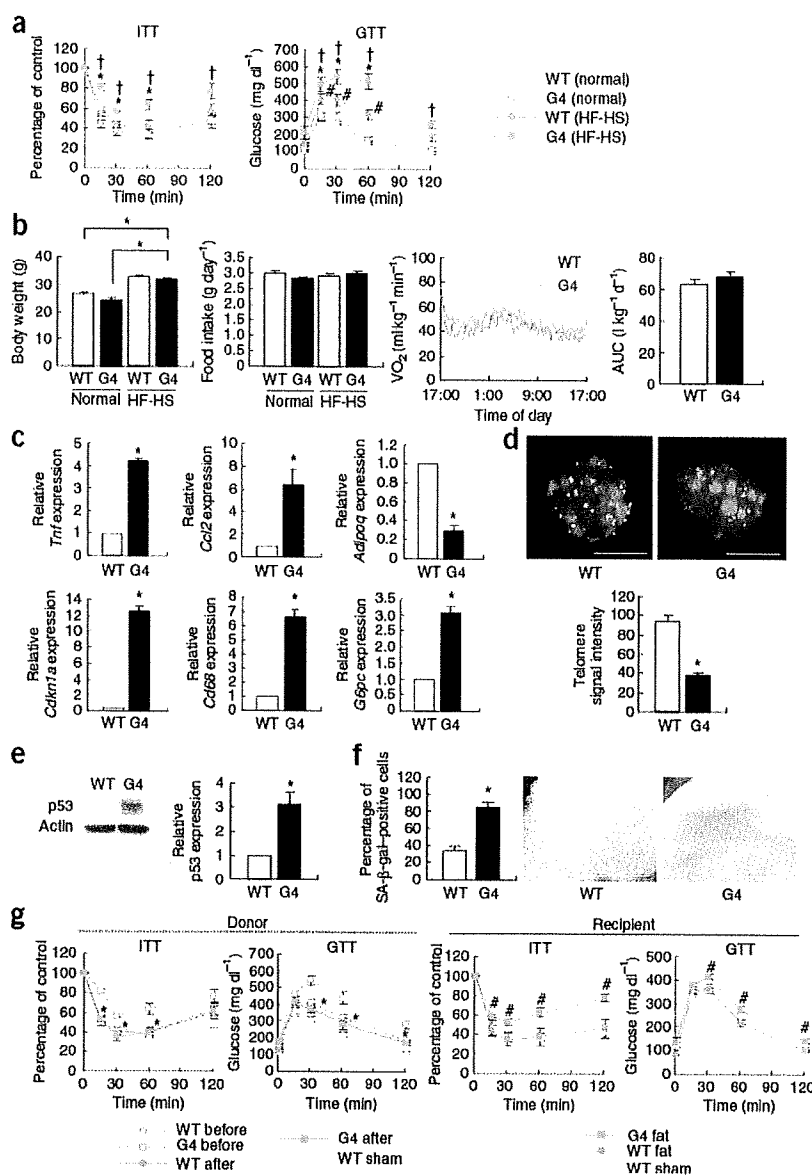 a
ITT
GTT
Percentage of control
120
100
80
60
40
20
0
0 30 60 90 120
Time (min)
Glucose (mg dl⁻¹)
700
600
500
400
300
200
100
0
0 30 60 90 120
Time (min)
† † † †
* * *
† † † †
* * *
# # #
WT (normal)
G4 (normal)
WT (HF-HS)
G4 (HF-HS)
b
Body weight (g)
40
30
20
10
0
*
*
WT G4 WT G4
Normal HF-HS
Food intake (g day⁻¹)
3.5
3.0
2.5
2.0
1.5
1.0
0.5
0
WT G4 WT G4
Normal HF-HS
VO₂ (ml kg⁻¹ min⁻¹)
100
80
60
40
20
0
WT
G4
17:00 1:00 9:00 17:00
Time of day
AUC (l kg⁻¹ d⁻¹)
80
60
40
20
0
WT G4
c
Relative Tnf expression
5
4
3
2
1
0
*
WT G4
Relative Ccl2 expression
10
8
6
4
2
0
*
WT G4
Relative Adipoq expression
1.2
1.0
0.8
0.6
0.4
0.2
0
*
WT G4
d
WT
G4
Relative Cdkn1a expression
14
12
10
8
6
4
2
0
*
WT G4
Relative Cd68 expression
8
7
6
5
4
3
2
1
0
*
WT G4
Relative G6pc expression
3.5
3.0
2.5
2.0
1.5
1.0
0.5
0
*
WT G4
Telomere signal intensity
120
100
80
60
40
20
0
*
WT G4
e
WT G4
p53
Actin
Relative p53 expression
4
3
2
1
0
*
WT G4
f
Percentage of SA-β-gal–positive cells
120
100
80
60
40
20
0
*
WT G4
WT
G4
g
Donor
Recipient
ITT
GTT
ITT
GTT
Percentage of control
120
100
80
60
40
20
0
* * *
0 30 60 90 120
Time (min)
Glucose (mg dl⁻¹)
700
600
500
400
300
200
100
0
* * *
0 30 60 90 120
Time (min)
Percentage of control
120
100
80
60
40
20
0
# # # #
0 30 60 90 120
Time (min)
Glucose (mg dl⁻¹)
500
400
300
200
100
0
# # #
0 30 60 90 120
Time (min)
WT before
G4 before
WT after
G4 after
WT sham
G4 fat
WT fat
WT sham